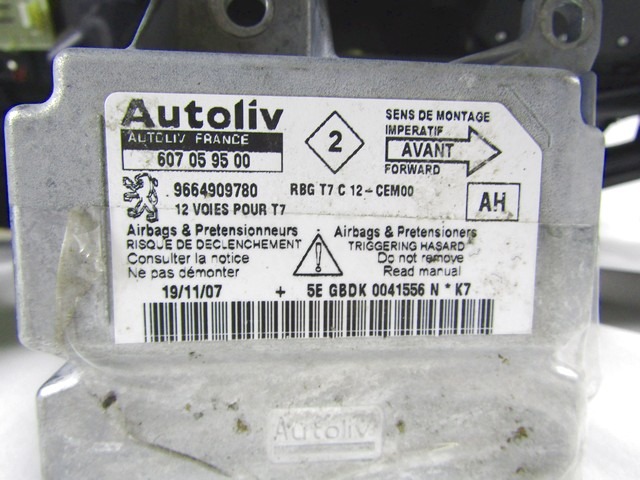 Autoliv
AUTOLIV FRANCE
607 05 95 00
2
SENS DE MONTAGE
IMPERATIF
AVANT
FORWARD
9664909780 RBG T7 C 12-CEM00
12 VOIES POUR T7
AH
Airbags & Pretensionneurs
RISQUE DE DECLENCHEMENT
Consulter la notice
Ne pas démonter
!
Airbags & Pretensioners
TRIGGERING HASARD
Do not remove
Read manual
19/11/07 + 5E GBDK 0041556 N * K7
Autoliv